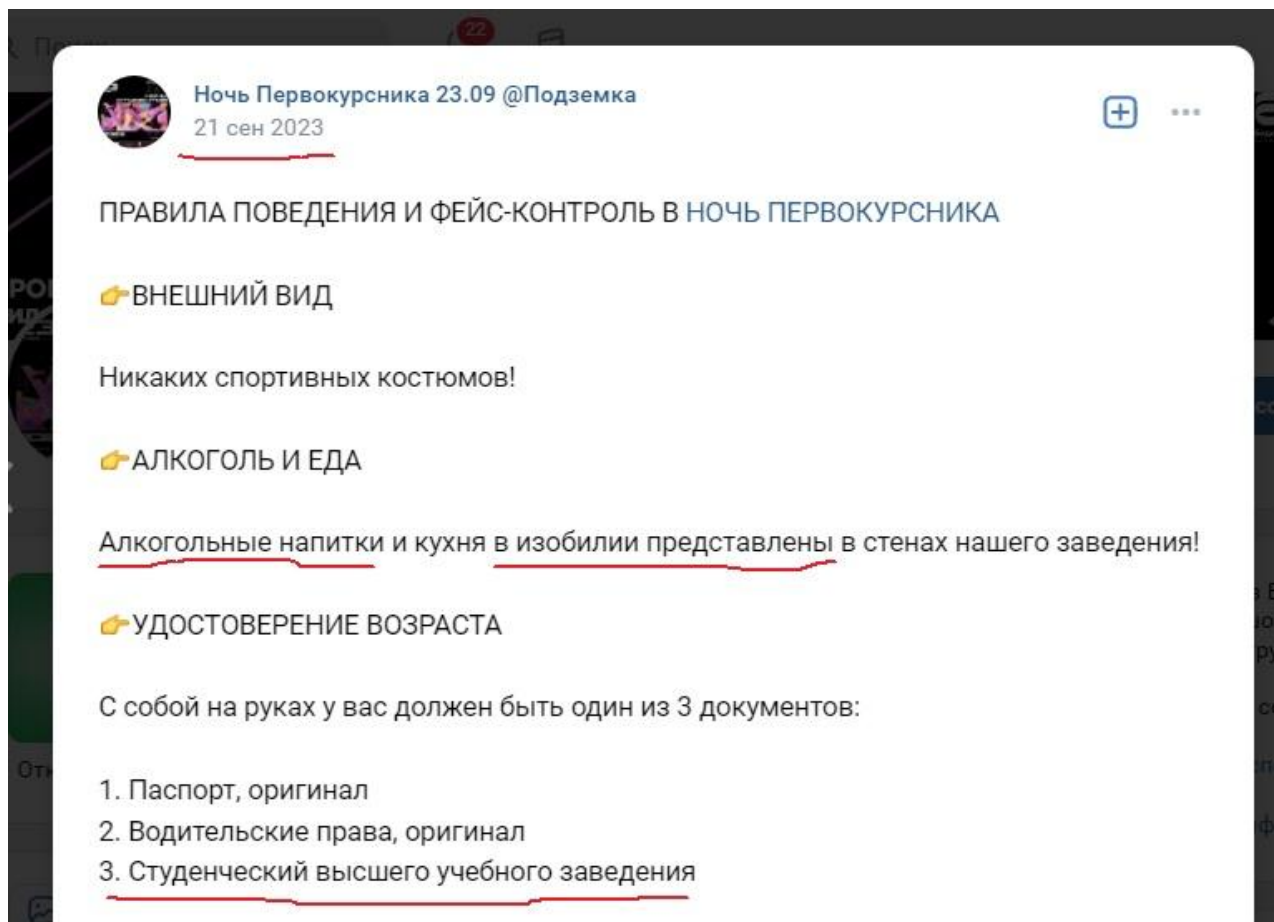 22
Ночь Первокурсника 23.09 @Подземка
21 сен 2023
ПРАВИЛА ПОВЕДЕНИЯ И ФЕЙС-КОНТРОЛЬ В НОЧЬ ПЕРВОКУРСНИКА
👉ВНЕШНИЙ ВИД
Никаких спортивных костюмов!
👉АЛКОГОЛЬ И ЕДА
Алкогольные напитки и кухня в изобилии представлены в стенах нашего заведения!
👉УДОСТОВЕРЕНИЕ ВОЗРАСТА
С собой на руках у вас должен быть один из 3 документов:
1. Паспорт, оригинал
2. Водительские права, оригинал
3. Студенческий высшего учебного заведения